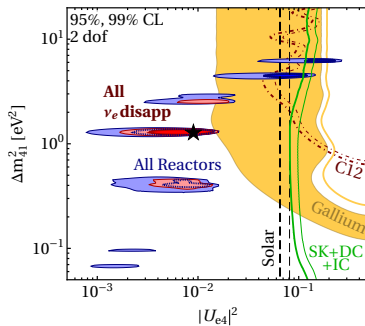 95%, 99% CL
2 dof
All
νe disapp
All Reactors
C12
Gallium
Solar
SK+DC
+IC
Δm²41 [eV²]
10¹
10⁰
10⁻¹
10⁻³
10⁻²
10⁻¹
|Ue4|²